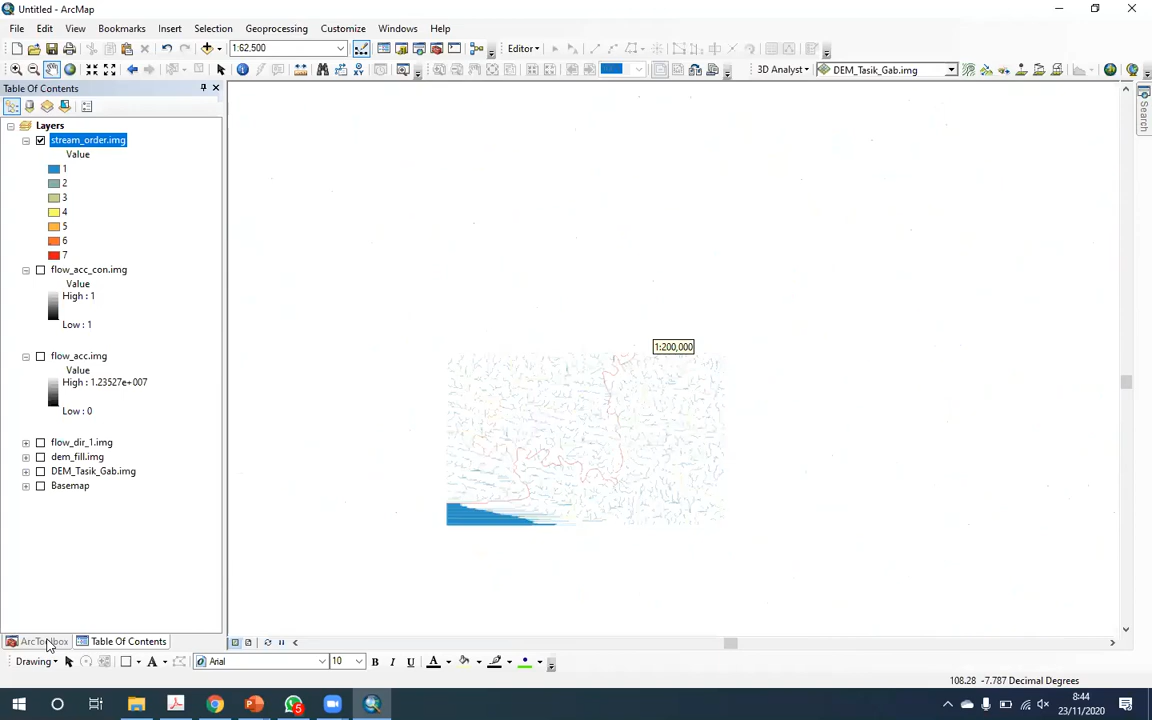 Untitled - ArcMap
File Edit View Bookmarks Insert Selection Geoprocessing Customize Windows Help
1:62.500
Editor
3D Analyst
DEM_Tasik_Gab.img
Table Of Contents
Search
Layers
stream_order.img
Value
1
2
3
4
5
6
7
flow_acc_con.img
Value
High : 1
Low : 1
flow_acc.img
Value
High : 1.23527e+007
Low : 0
flow_dir_1.img
dem_fill.img
DEM_Tasik_Gab.img
Basemap
1:200,000
ArcToolbox Table Of Contents
Drawing
A
Arial
10
B I U A
108.28 -7.787 Decimal Degrees
5
8:44
23/11/2020